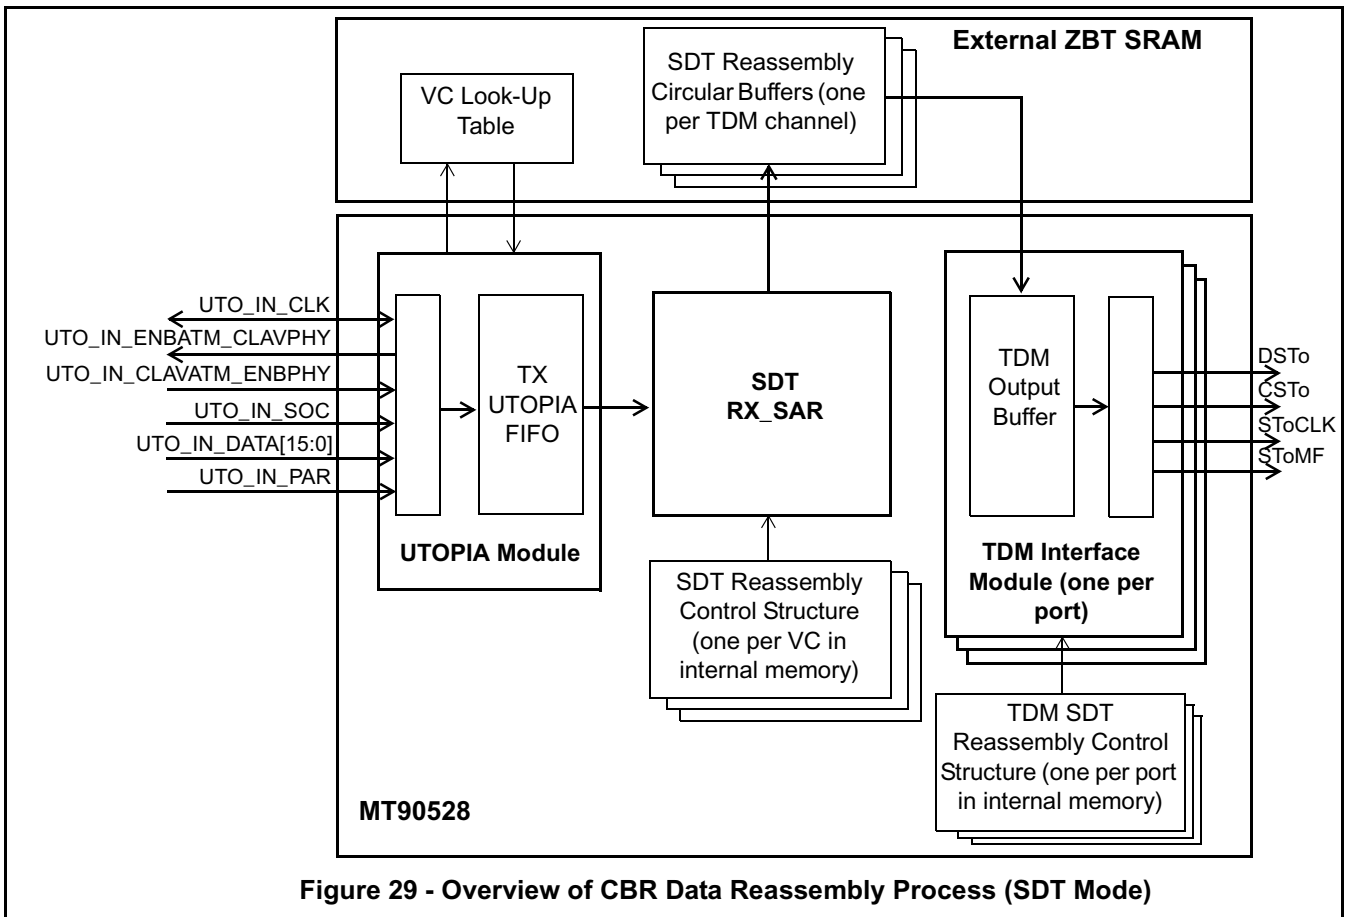 External ZBT SRAM
SDT Reassembly
Circular Buffers (one
per TDM channel)
VC Look-Up
Table
UTO_IN_CLK
UTO_IN_ENBATM_CLAVPHY
UTO_IN_CLAVATM_ENBPHY
UTO_IN_SOC
UTO_IN_DATA[15:0]
UTO_IN_PAR
TX
UTOPIA
FIFO
UTOPIA Module
SDT
RX_SAR
TDM
Output
Buffer
DSTo
CSTo
SToCLK
SToMF
TDM Interface
Module (one per
port)
SDT Reassembly
Control Structure
(one per VC in
internal memory)
TDM SDT
Reassembly Control
Structure (one per port
in internal memory)
MT90528
Figure 29 - Overview of CBR Data Reassembly Process (SDT Mode)